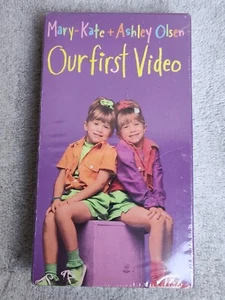 Mary-Kate + Ashley Olsen
Our first Video